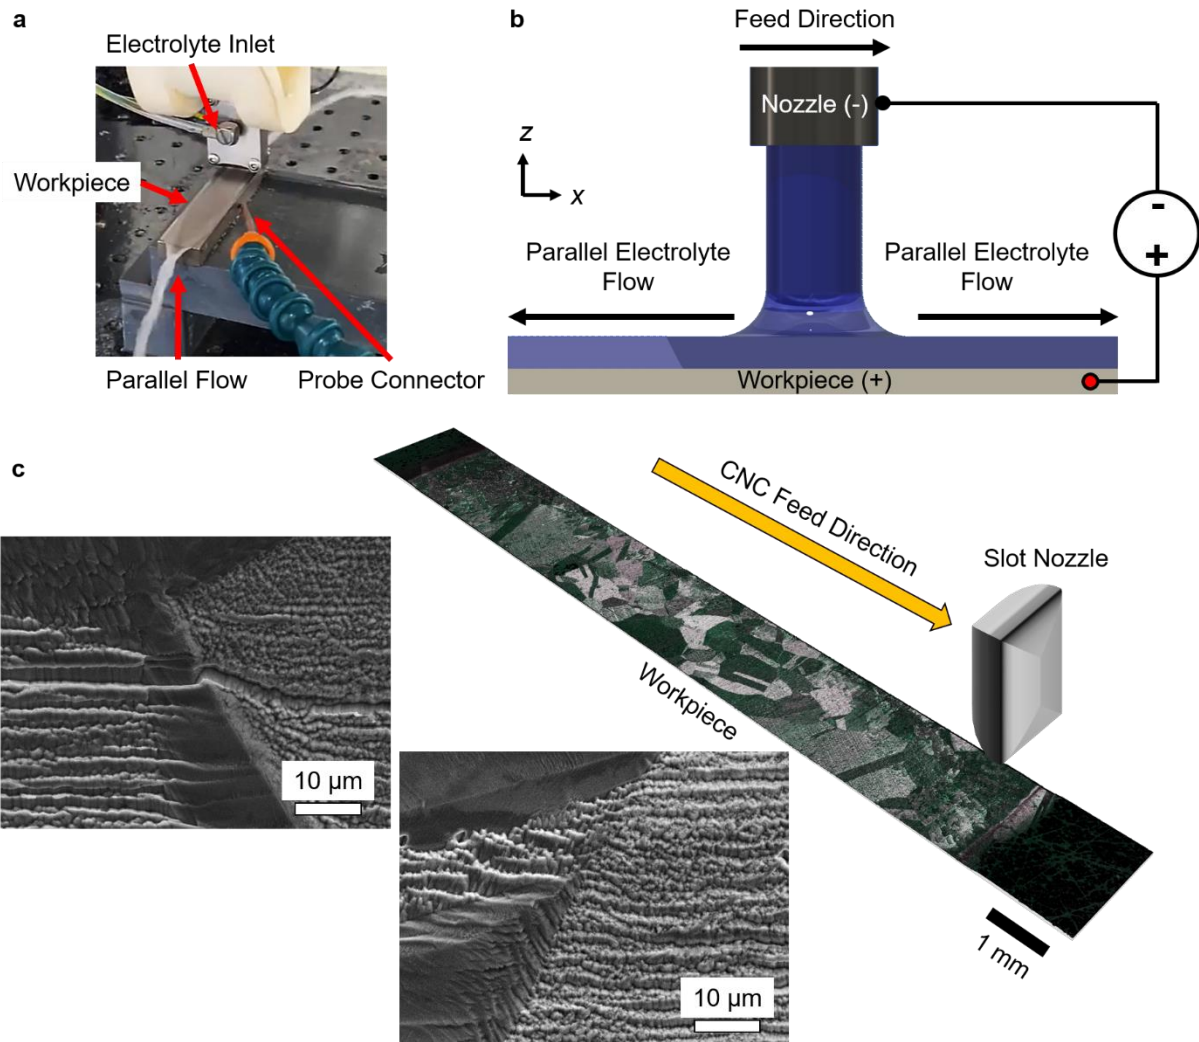 a
Electrolyte Inlet
Workpiece
Parallel Flow
Probe Connector
b
Feed Direction
Nozzle (-)
z
x
Parallel Electrolyte
Flow
Parallel Electrolyte
Flow
-
+
Workpiece (+)
c
CNC Feed Direction
Slot Nozzle
Workpiece
10 µm
10 µm
1 mm